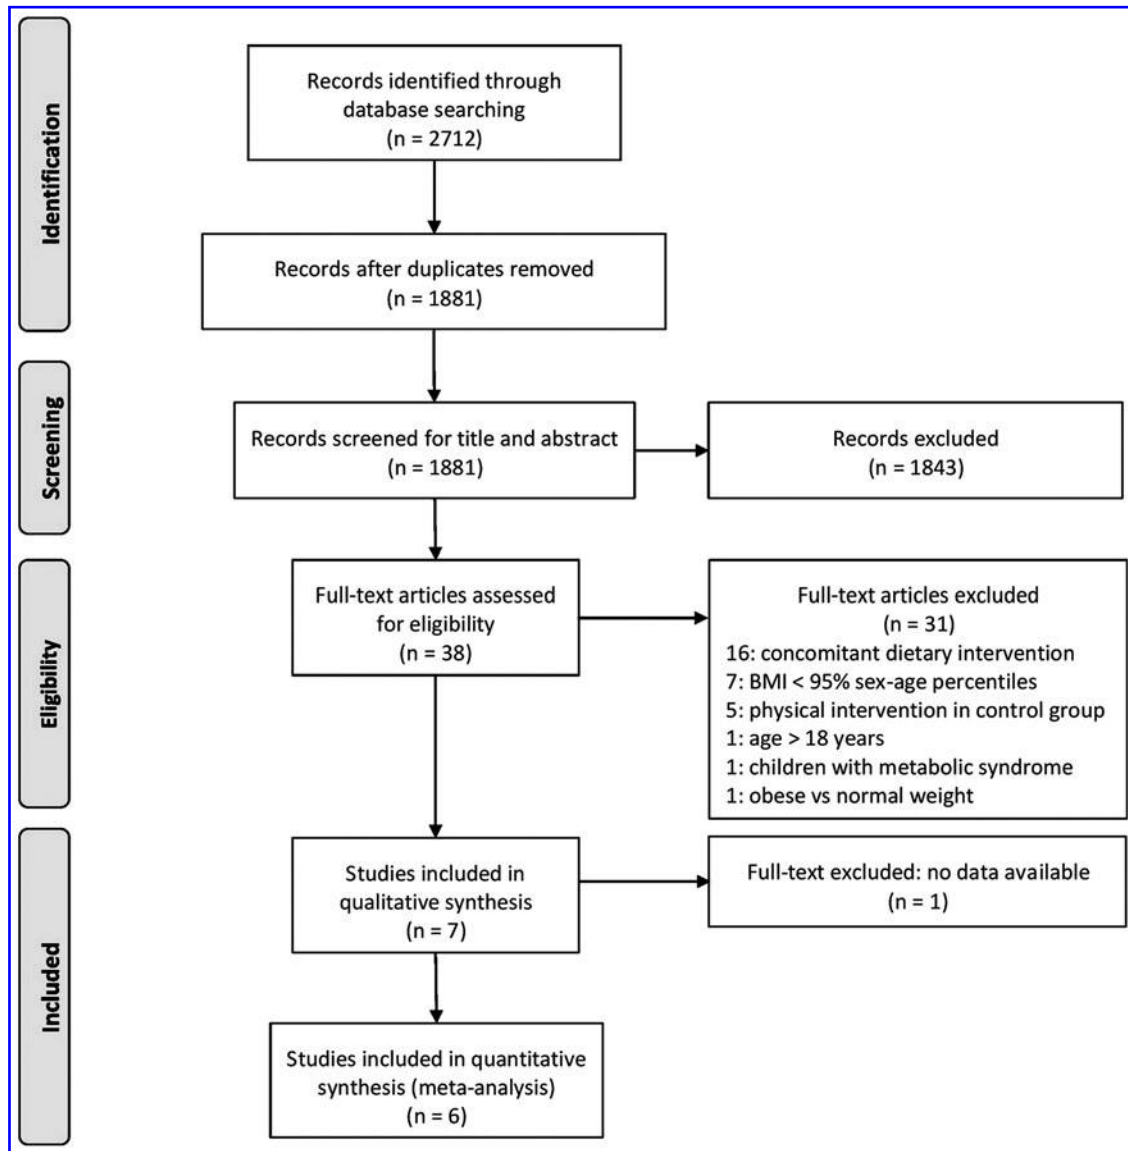 Identification
Records identified through
database searching
(n = 2712)
Records after duplicates removed
(n = 1881)
Screening
Records screened for title and abstract
(n = 1881)
Records excluded
(n = 1843)
Eligibility
Full-text articles assessed
for eligibility
(n = 38)
Full-text articles excluded
(n = 31)
16: concomitant dietary intervention
7: BMI < 95% sex-age percentiles
5: physical intervention in control group
1: age > 18 years
1: children with metabolic syndrome
1: obese vs normal weight
Included
Studies included in
qualitative synthesis
(n = 7)
Full-text excluded: no data available
(n = 1)
Studies included in quantitative
synthesis (meta-analysis)
(n = 6)